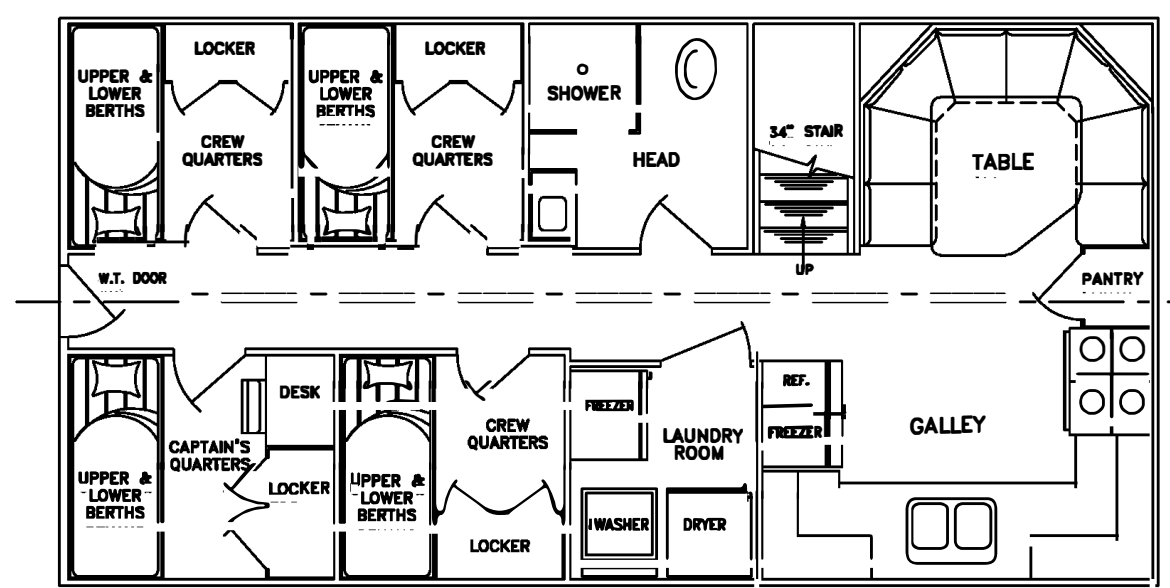 UPPER &
LOWER
BERTHS
LOCKER
CREW
QUARTERS
UPPER &
LOWER
BERTHS
LOCKER
CREW
QUARTERS
SHOWER
HEAD
34" STAIR
UP
TABLE
W.T. DOOR
PANTRY
UPPER &
LOWER
BERTHS
CAPTAIN'S
QUARTERS
DESK
LOCKER
UPPER &
LOWER
BERTHS
CREW
QUARTERS
LOCKER
FREEZER
LAUNDRY
ROOM
WASHER
DRYER
REF.
FREEZER
GALLEY